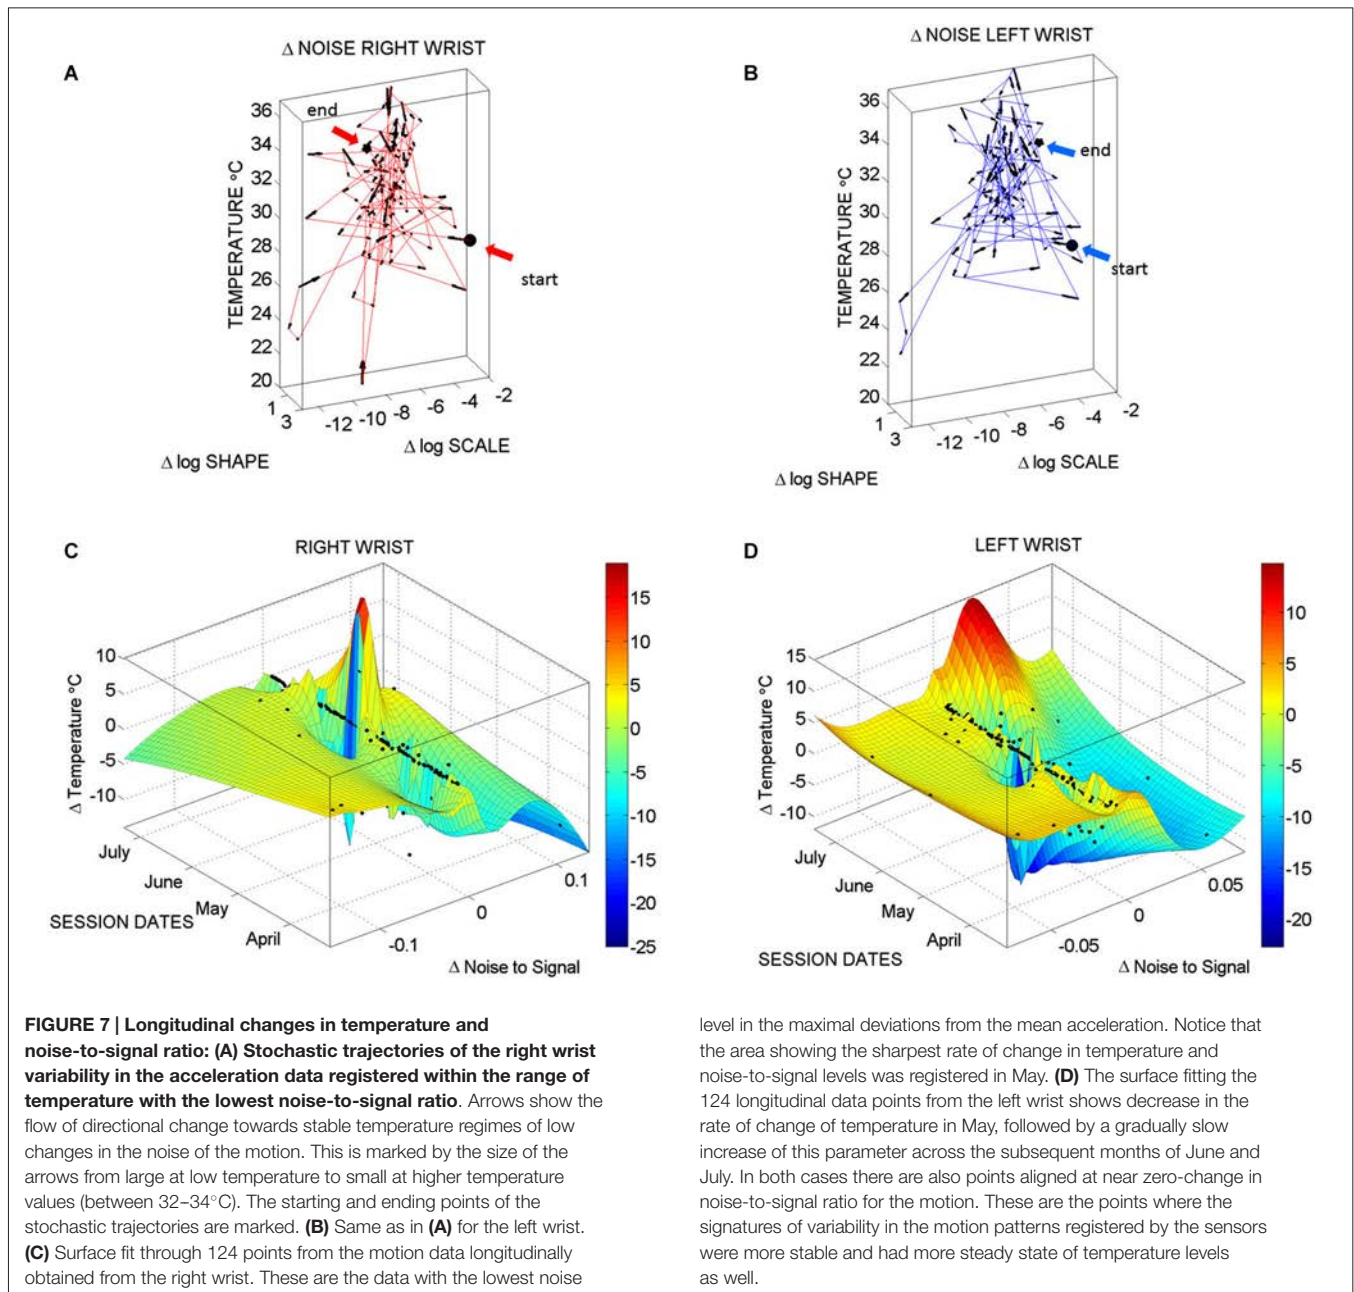 Δ NOISE RIGHT WRIST
A
36
34
32
30
28
26
24
22
20
TEMPERATURE °C
end
start
1
3
-12
-10
-8
-6
-4
-2
Δ log SHAPE
Δ log SCALE
Δ NOISE LEFT WRIST
B
36
34
32
30
28
26
24
22
20
TEMPERATURE °C
end
start
1
3
-12
-10
-8
-6
-4
-2
Δ log SHAPE
Δ log SCALE
C
RIGHT WRIST
10
5
0
-5
-10
Δ Temperature °C
July
June
May
April
SESSION DATES
-0.1
0
0.1
Δ Noise to Signal
15
10
5
0
-5
-10
-15
-20
-25
D
LEFT WRIST
15
10
5
0
-5
-10
Δ Temperature °C
July
June
May
April
SESSION DATES
-0.05
0
0.05
Δ Noise to Signal
10
5
0
-5
-10
-15
-20
FIGURE 7 | Longitudinal changes in temperature and
noise-to-signal ratio: (A) Stochastic trajectories of the right wrist
variability in the acceleration data registered within the range of
temperature with the lowest noise-to-signal ratio. Arrows show the
flow of directional change towards stable temperature regimes of low
changes in the noise of the motion. This is marked by the size of the
arrows from large at low temperature to small at higher temperature
values (between 32–34°C). The starting and ending points of the
stochastic trajectories are marked. (B) Same as in (A) for the left wrist.
(C) Surface fit through 124 points from the motion data longitudinally
obtained from the right wrist. These are the data with the lowest noise
level in the maximal deviations from the mean acceleration. Notice that
the area showing the sharpest rate of change in temperature and
noise-to-signal levels was registered in May. (D) The surface fitting the
124 longitudinal data points from the left wrist shows decrease in the
rate of change of temperature in May, followed by a gradually slow
increase of this parameter across the subsequent months of June and
July. In both cases there are also points aligned at near zero-change in
noise-to-signal ratio for the motion. These are the points where the
signatures of variability in the motion patterns registered by the sensors
were more stable and had more steady state of temperature levels
as well.